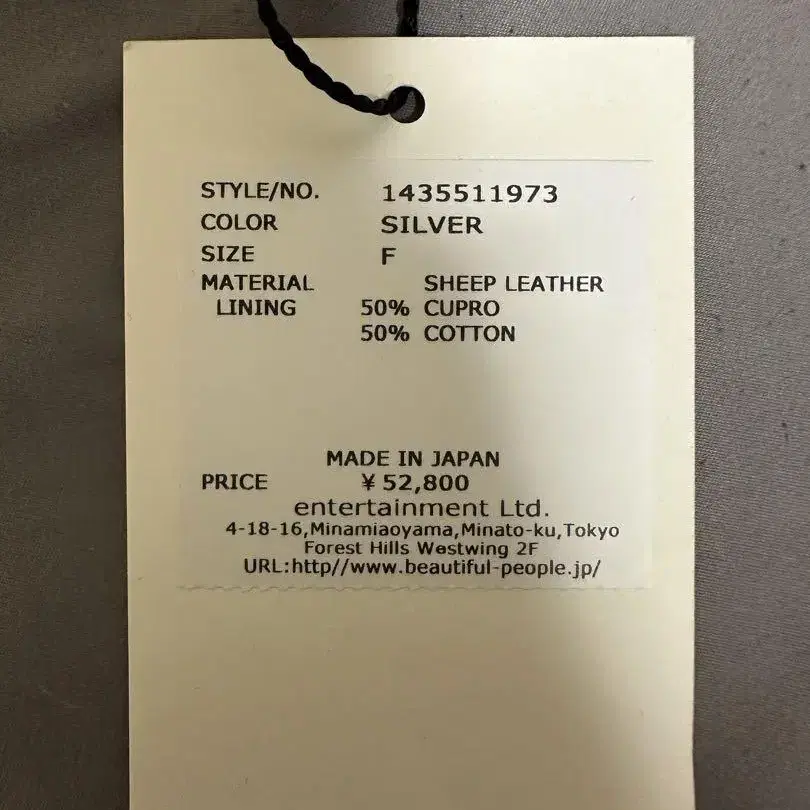 STYLE/NO. 1435511973
COLOR SILVER
SIZE F
MATERIAL SHEEP LEATHER
LINING 50% CUPRO
50% COTTON
MADE IN JAPAN
PRICE ¥52,800
entertainment Ltd.
4-18-16,Minamiaoyama,Minato-ku,Tokyo
Forest Hills Westwing 2F
URL:http//www.beautiful-people.jp/